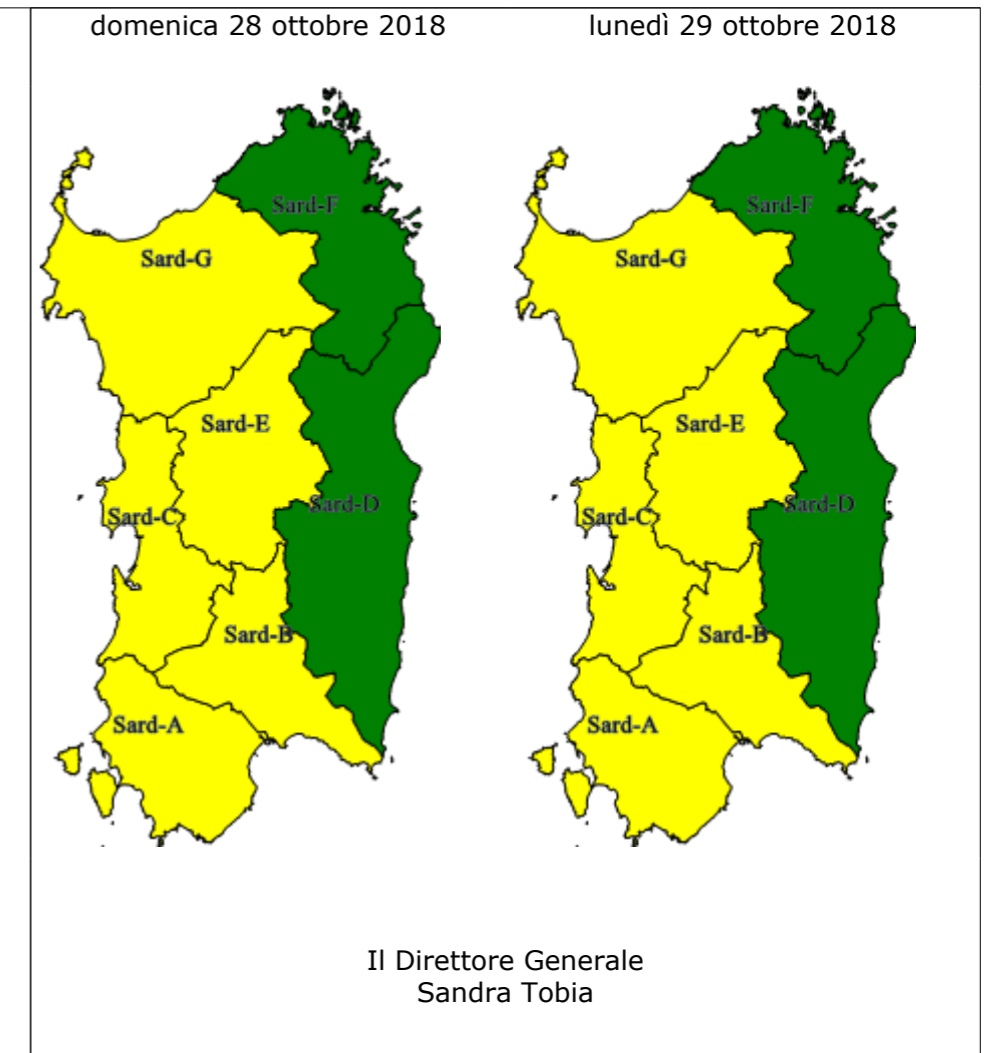 domenica 28 ottobre 2018
lunedì 29 ottobre 2018
Sard-F
Sard-G
Sard-E
Sard-D
Sard-C
Sard-B
Sard-A
Sard-F
Sard-G
Sard-E
Sard-D
Sard-C
Sard-B
Sard-A
Il Direttore Generale
Sandra Tobia